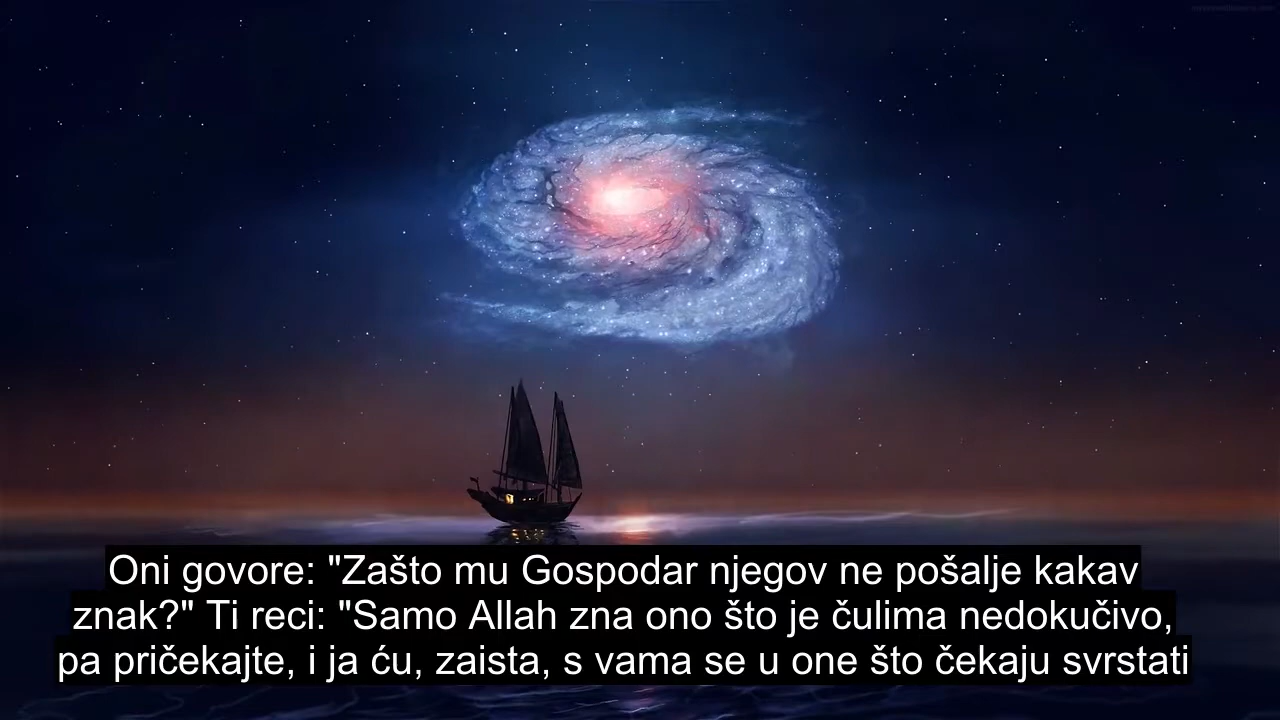 Oni govore: "Zašto mu Gospodar njegov ne pošalje kakav
znak?" Ti reci: "Samo Allah zna ono što je čulima nedokučivo,
pa pričekajte, i ja ću, zaista, s vama se u one što čekaju svrstati